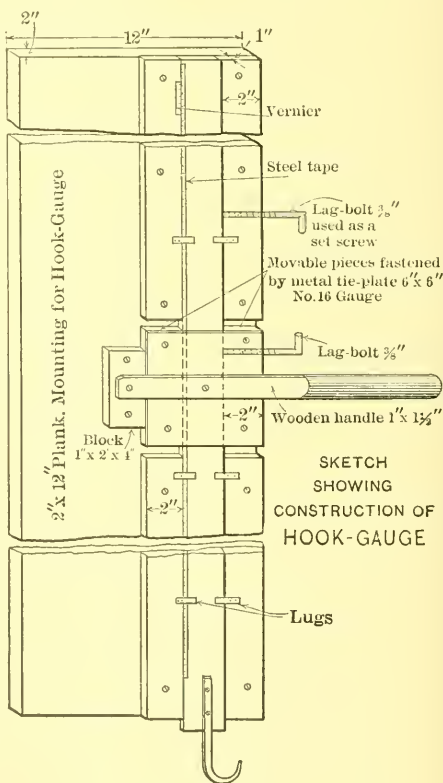 2"
12"
1"
2"
Vernier
Steel tape
Lag-bolt ⅜"
used as a
set screw
Movable pieces fastened
by metal tie-plate 6"x 6"
No.16 Gauge
Lag-bolt ⅜"
2"
Wooden handle 1"x 1½"
Block
1"x 2"x 4"
2"
2"x 12" Plank. Mounting for Hook-Gauge
SKETCH
SHOWING
CONSTRUCTION OF
HOOK-GAUGE
Lugs